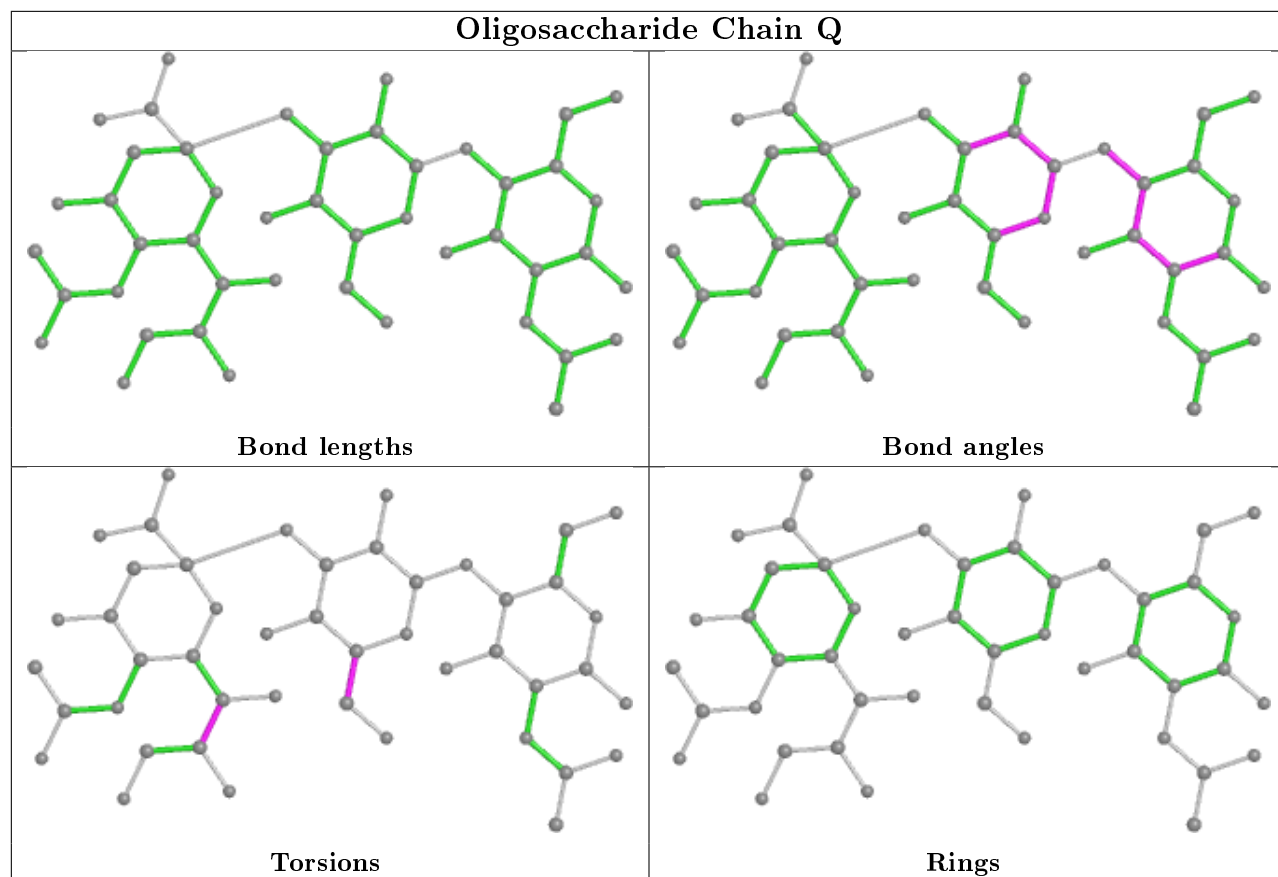 Oligosaccharide Chain Q
Bond lengths
Bond angles
Torsions
Rings